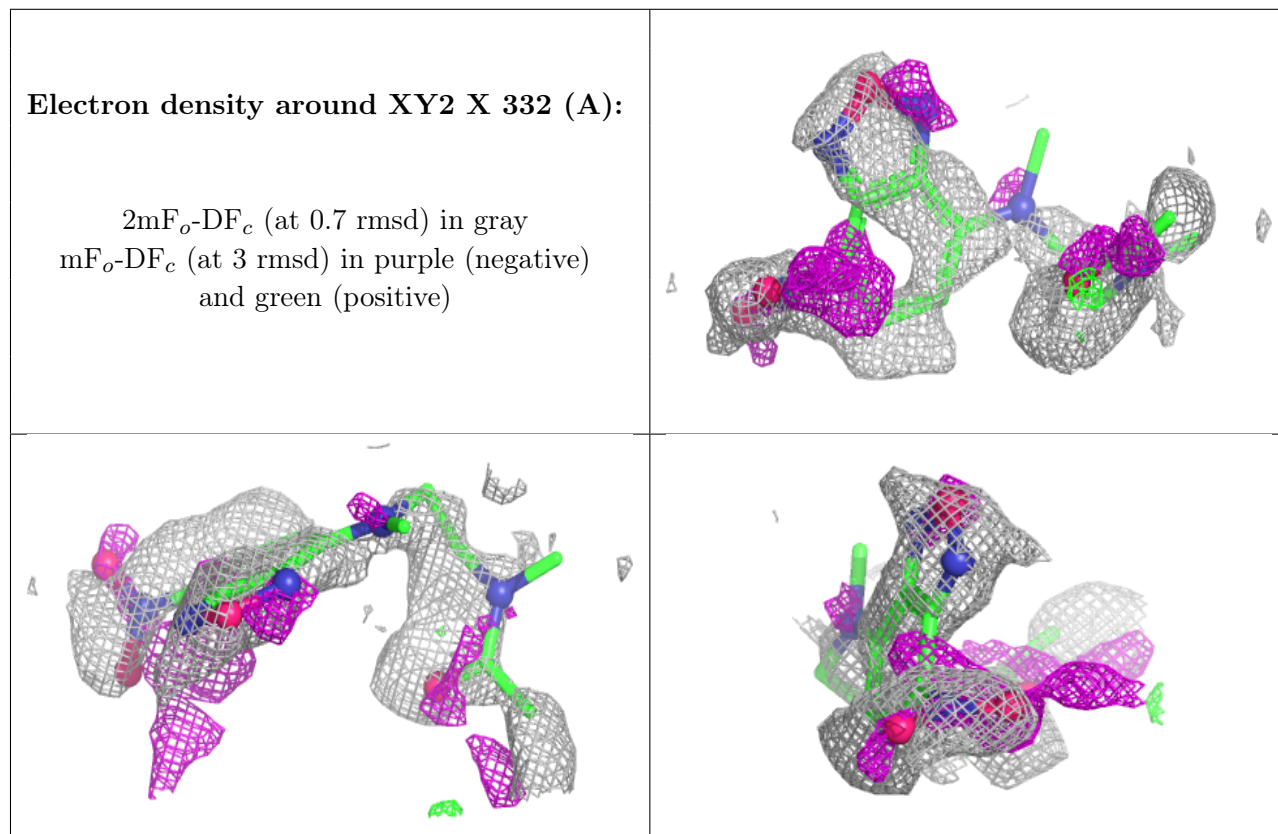 Electron density around XY2 X 332 (A):
2mFo-DFc (at 0.7 rmsd) in gray
mFo-DFc (at 3 rmsd) in purple (negative)
and green (positive)